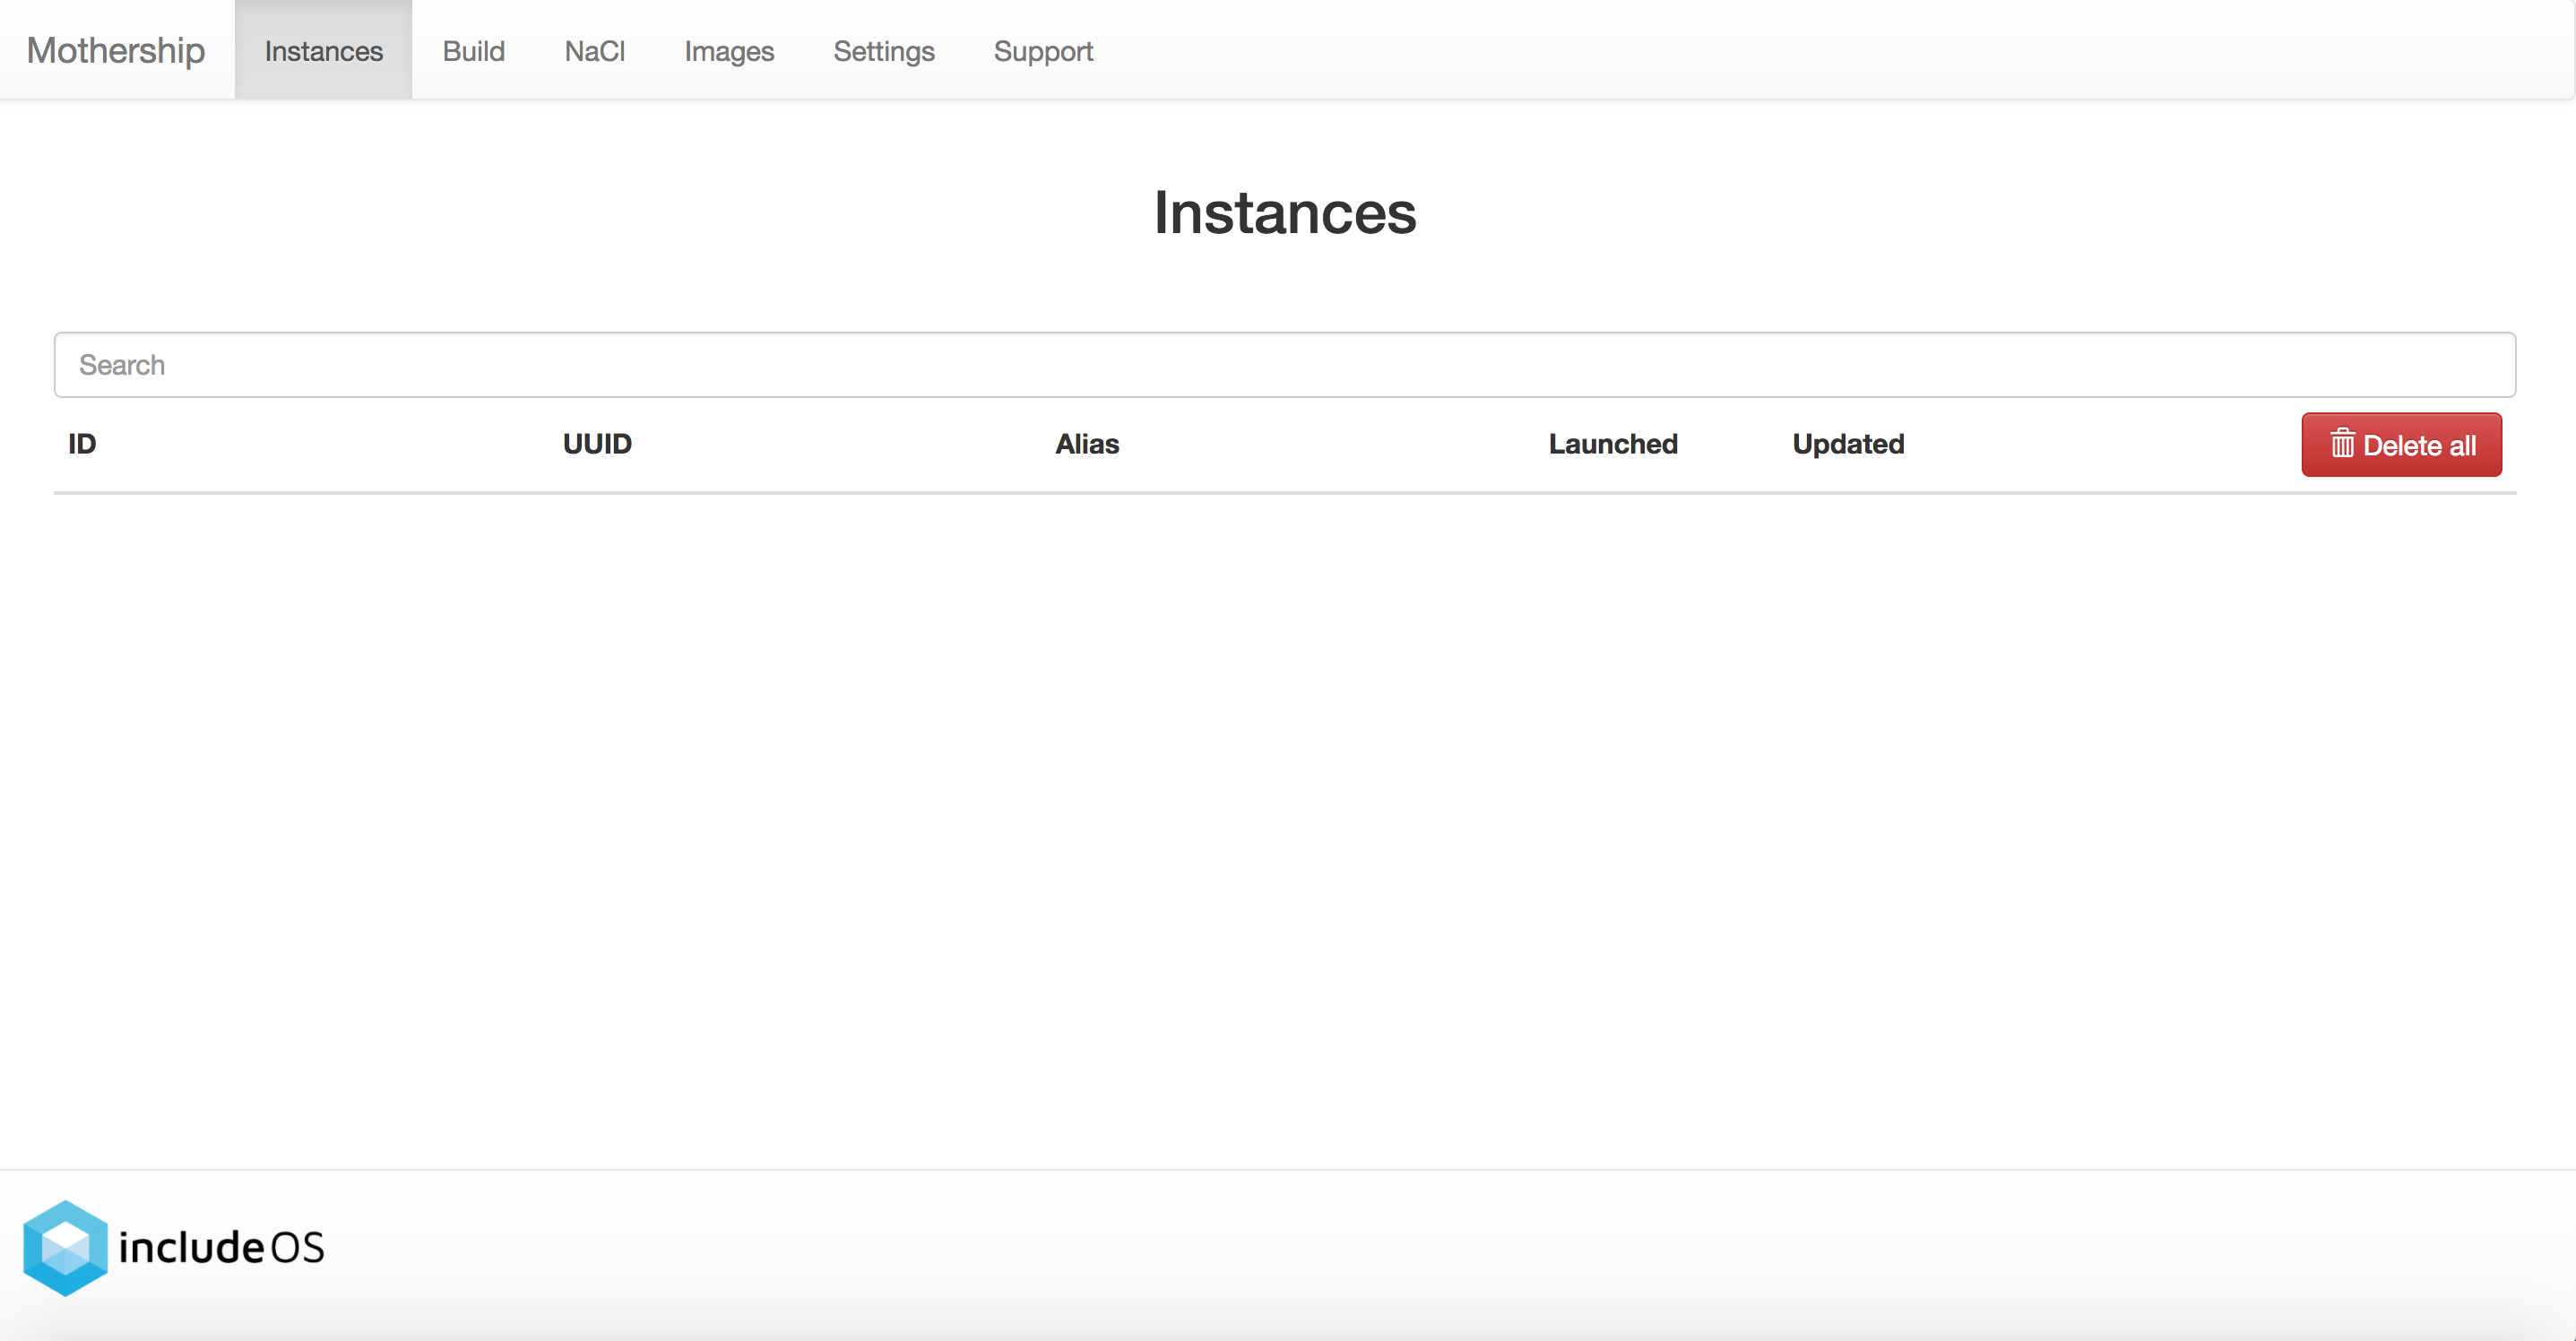 Mothership Instances Build NaCl Images Settings Support
Instances
Search
ID UUID Alias Launched Updated Delete all
includeOS